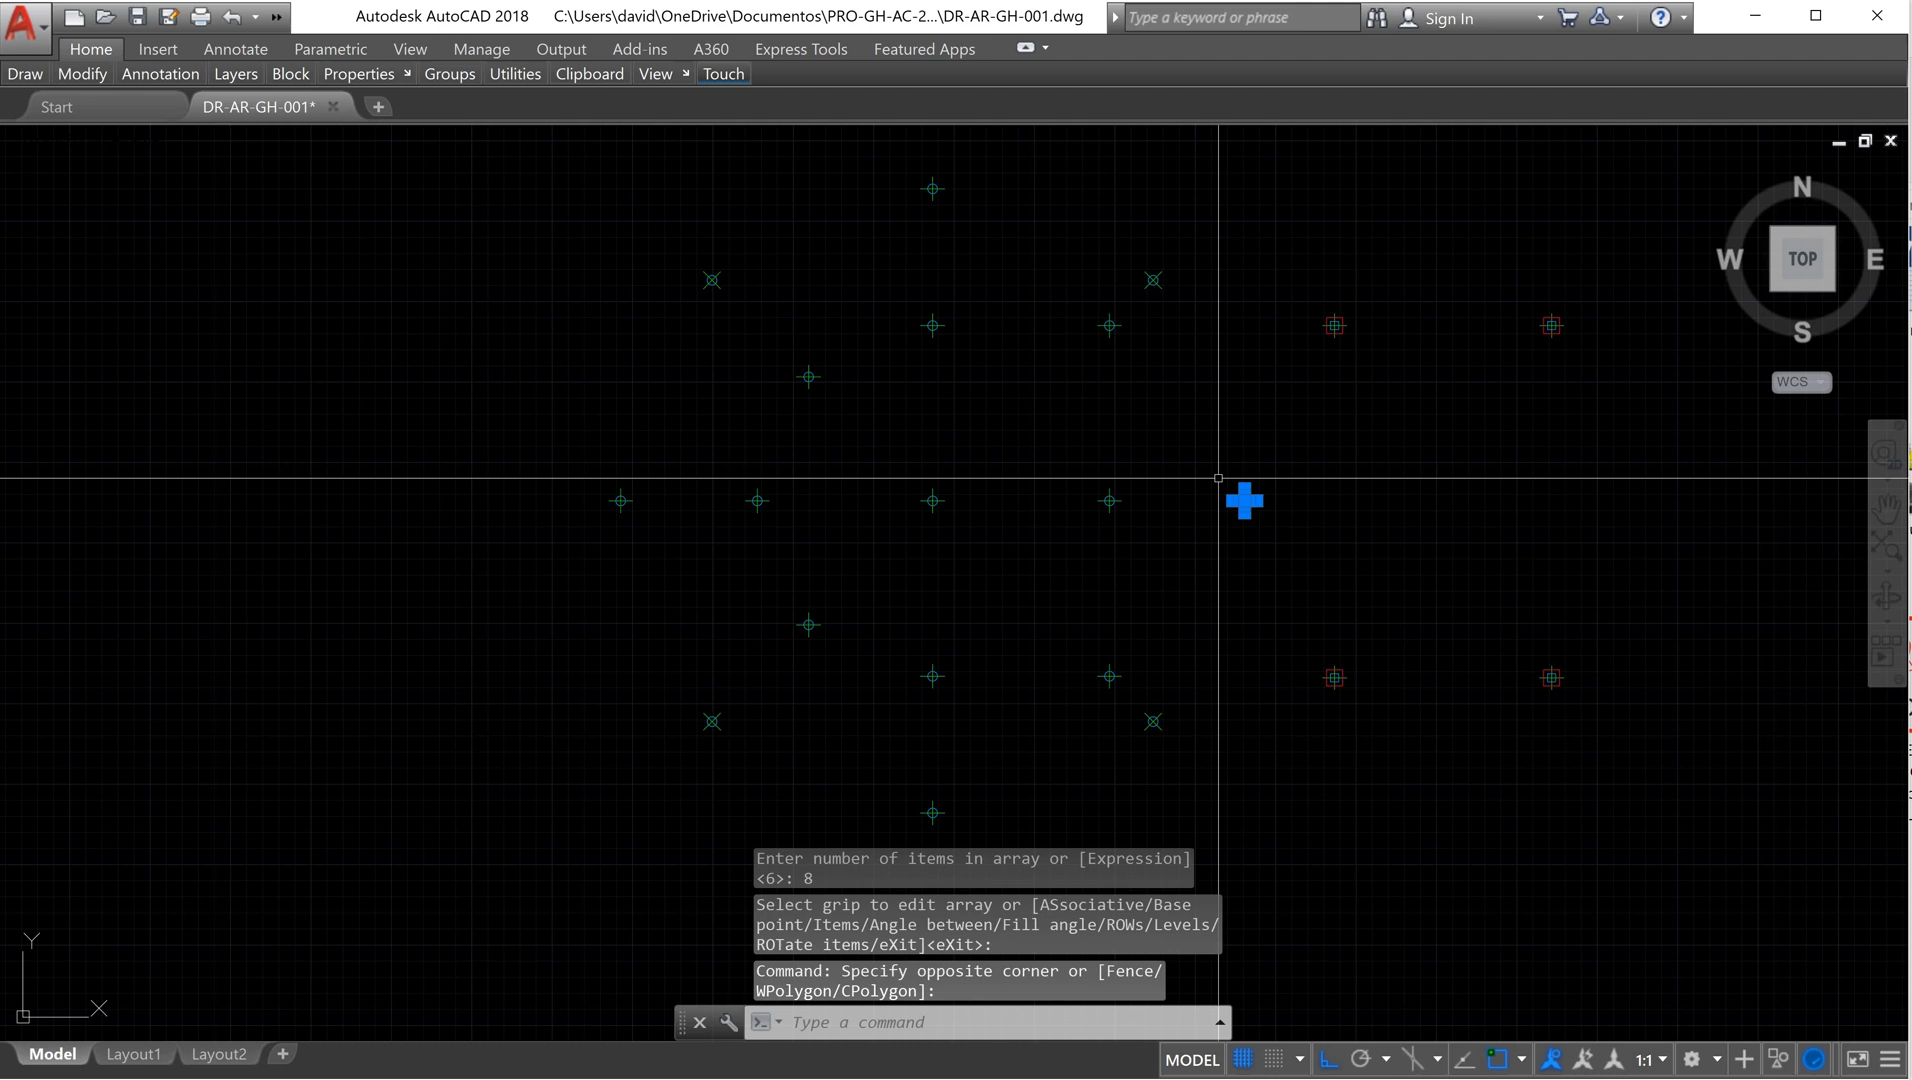 Autodesk AutoCAD 2018 C:\Users\david\OneDrive\Documentos\PRO-GH-AC-2...\DR-AR-GH-001.dwg Type a keyword or phrase Sign In
Home Insert Annotate Parametric View Manage Output Add-ins A360 Express Tools Featured Apps
Draw Modify Annotation Layers Block Properties Groups Utilities Clipboard View Touch
Start DR-AR-GH-001*
N
W TOP E
S
WCS
Enter number of items in array or [Expression]
<6>: 8
Select grip to edit array or [ASsociative/Base
point/Items/Angle between/Fill angle/ROWs/Levels/
ROTate items/eXit]<eXit>:
Command: Specify opposite corner or [Fence/
WPolygon/CPolygon]:
Type a command
Y
X
Model Layout1 Layout2
MODEL 1:1